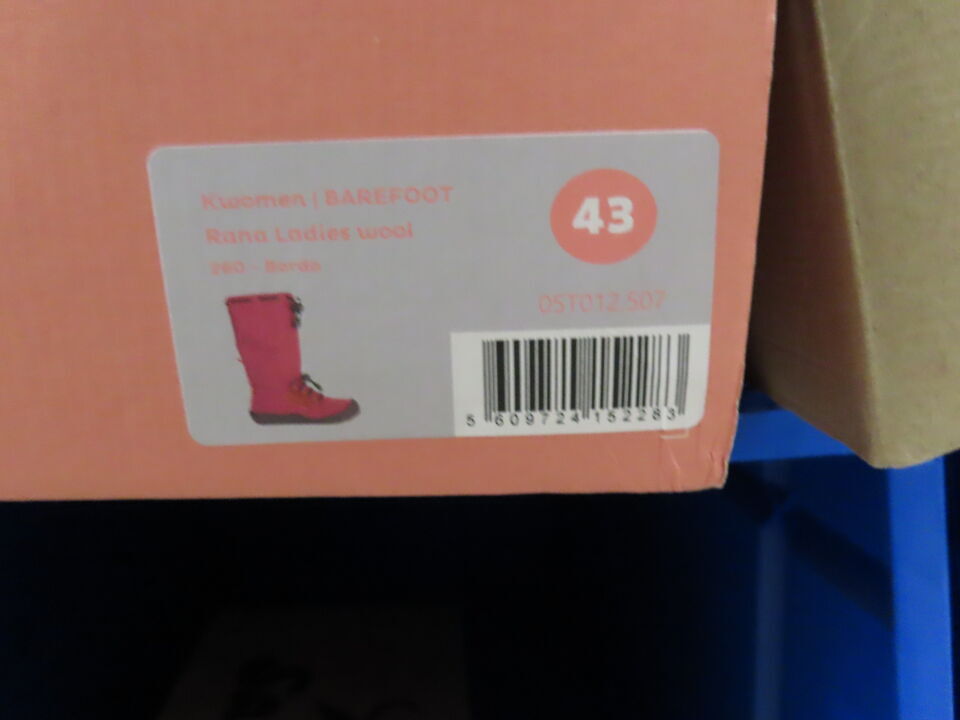 Kwomen | BAREFOOT
Rana Ladies wool
260 - Bordo
43
05T012.507
5 609724 152283